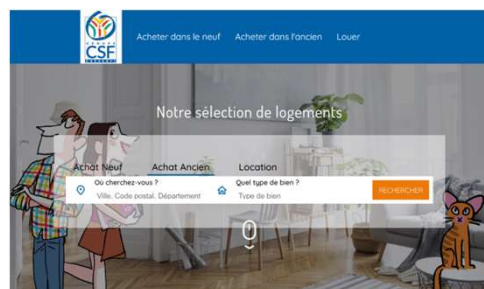 CSF
Acheter dans le neuf Acheter dans l'ancien Louer
Notre sélection de logements
Achat Neuf Achat Ancien Location
Où cherchez-vous ? Quel type de bien ?
Ville, Code postal, Département Type de bien RECHERCHER